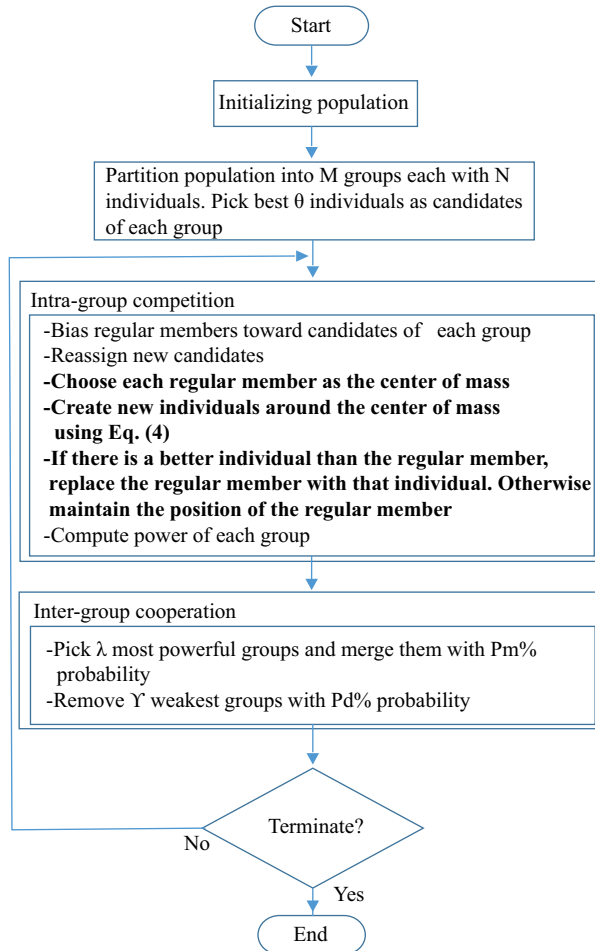 Start
Initializing population
Partition population into M groups each with N
individuals. Pick best θ individuals as candidates
of each group
Intra-group competition
-Bias regular members toward candidates of each group
-Reassign new candidates
-Choose each regular member as the center of mass
-Create new individuals around the center of mass
using Eq. (4)
-If there is a better individual than the regular member,
replace the regular member with that individual. Otherwise
maintain the position of the regular member
-Compute power of each group
Inter-group cooperation
-Pick λ most powerful groups and merge them with Pm%
probability
-Remove ϒ weakest groups with Pd% probability
Terminate?
No
Yes
End